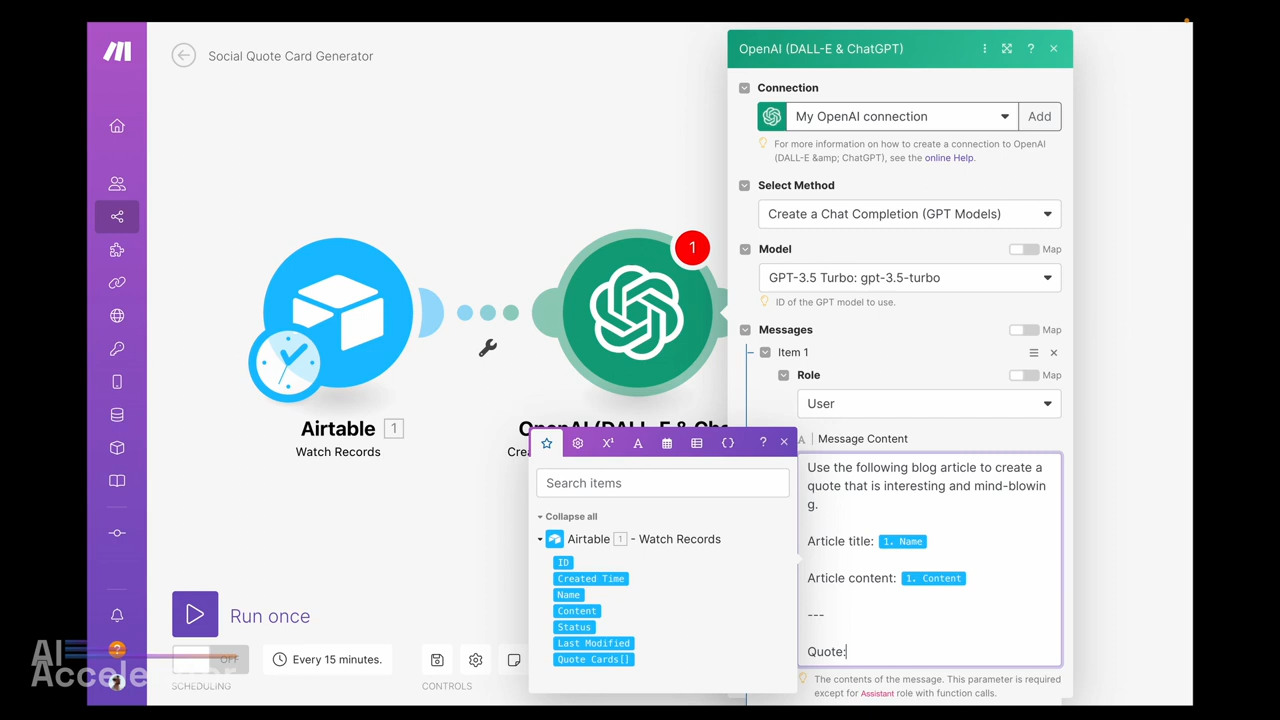 Social Quote Card Generator
OpenAI (DALL-E & ChatGPT)
?
Connection
My OpenAI connection
Add
For more information on how to create a connection to OpenAI
(DALL-E &amp; ChatGPT), see the online Help.
Select Method
Create a Chat Completion (GPT Models)
Model
Map
GPT-3.5 Turbo: gpt-3.5-turbo
ID of the GPT model to use.
Messages
Map
Item 1
Role
Map
User
A Message Content
Use the following blog article to create a
quote that is interesting and mind-blowin
g.
Article title: 1. Name
Article content: 1. Content
---
Quote:
The contents of the message. This parameter is required
except for Assistant role with function calls.
1
Airtable 1
Watch Records
Search items
Collapse all
Airtable 1 - Watch Records
ID
Created Time
Name
Content
Status
Last Modified
Quote Cards[]
Run once
OFF
Every 15 minutes.
SCHEDULING
CONTROLS
AI